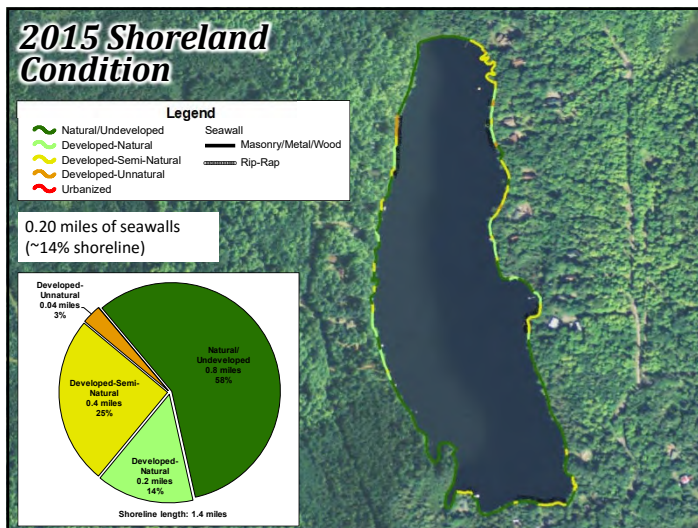 2015 Shoreland
Condition
Legend
Natural/Undeveloped
Developed-Natural
Developed-Semi-Natural
Developed-Unnatural
Urbanized
Seawall
Masonry/Metal/Wood
Rip-Rap
0.20 miles of seawalls
(~14% shoreline)
Developed-
Unnatural
0.04 miles
3%
Natural/
Undeveloped
0.8 miles
58%
Developed-Semi-
Natural
0.4 miles
25%
Developed-
Natural
0.2 miles
14%
Shoreline length: 1.4 miles